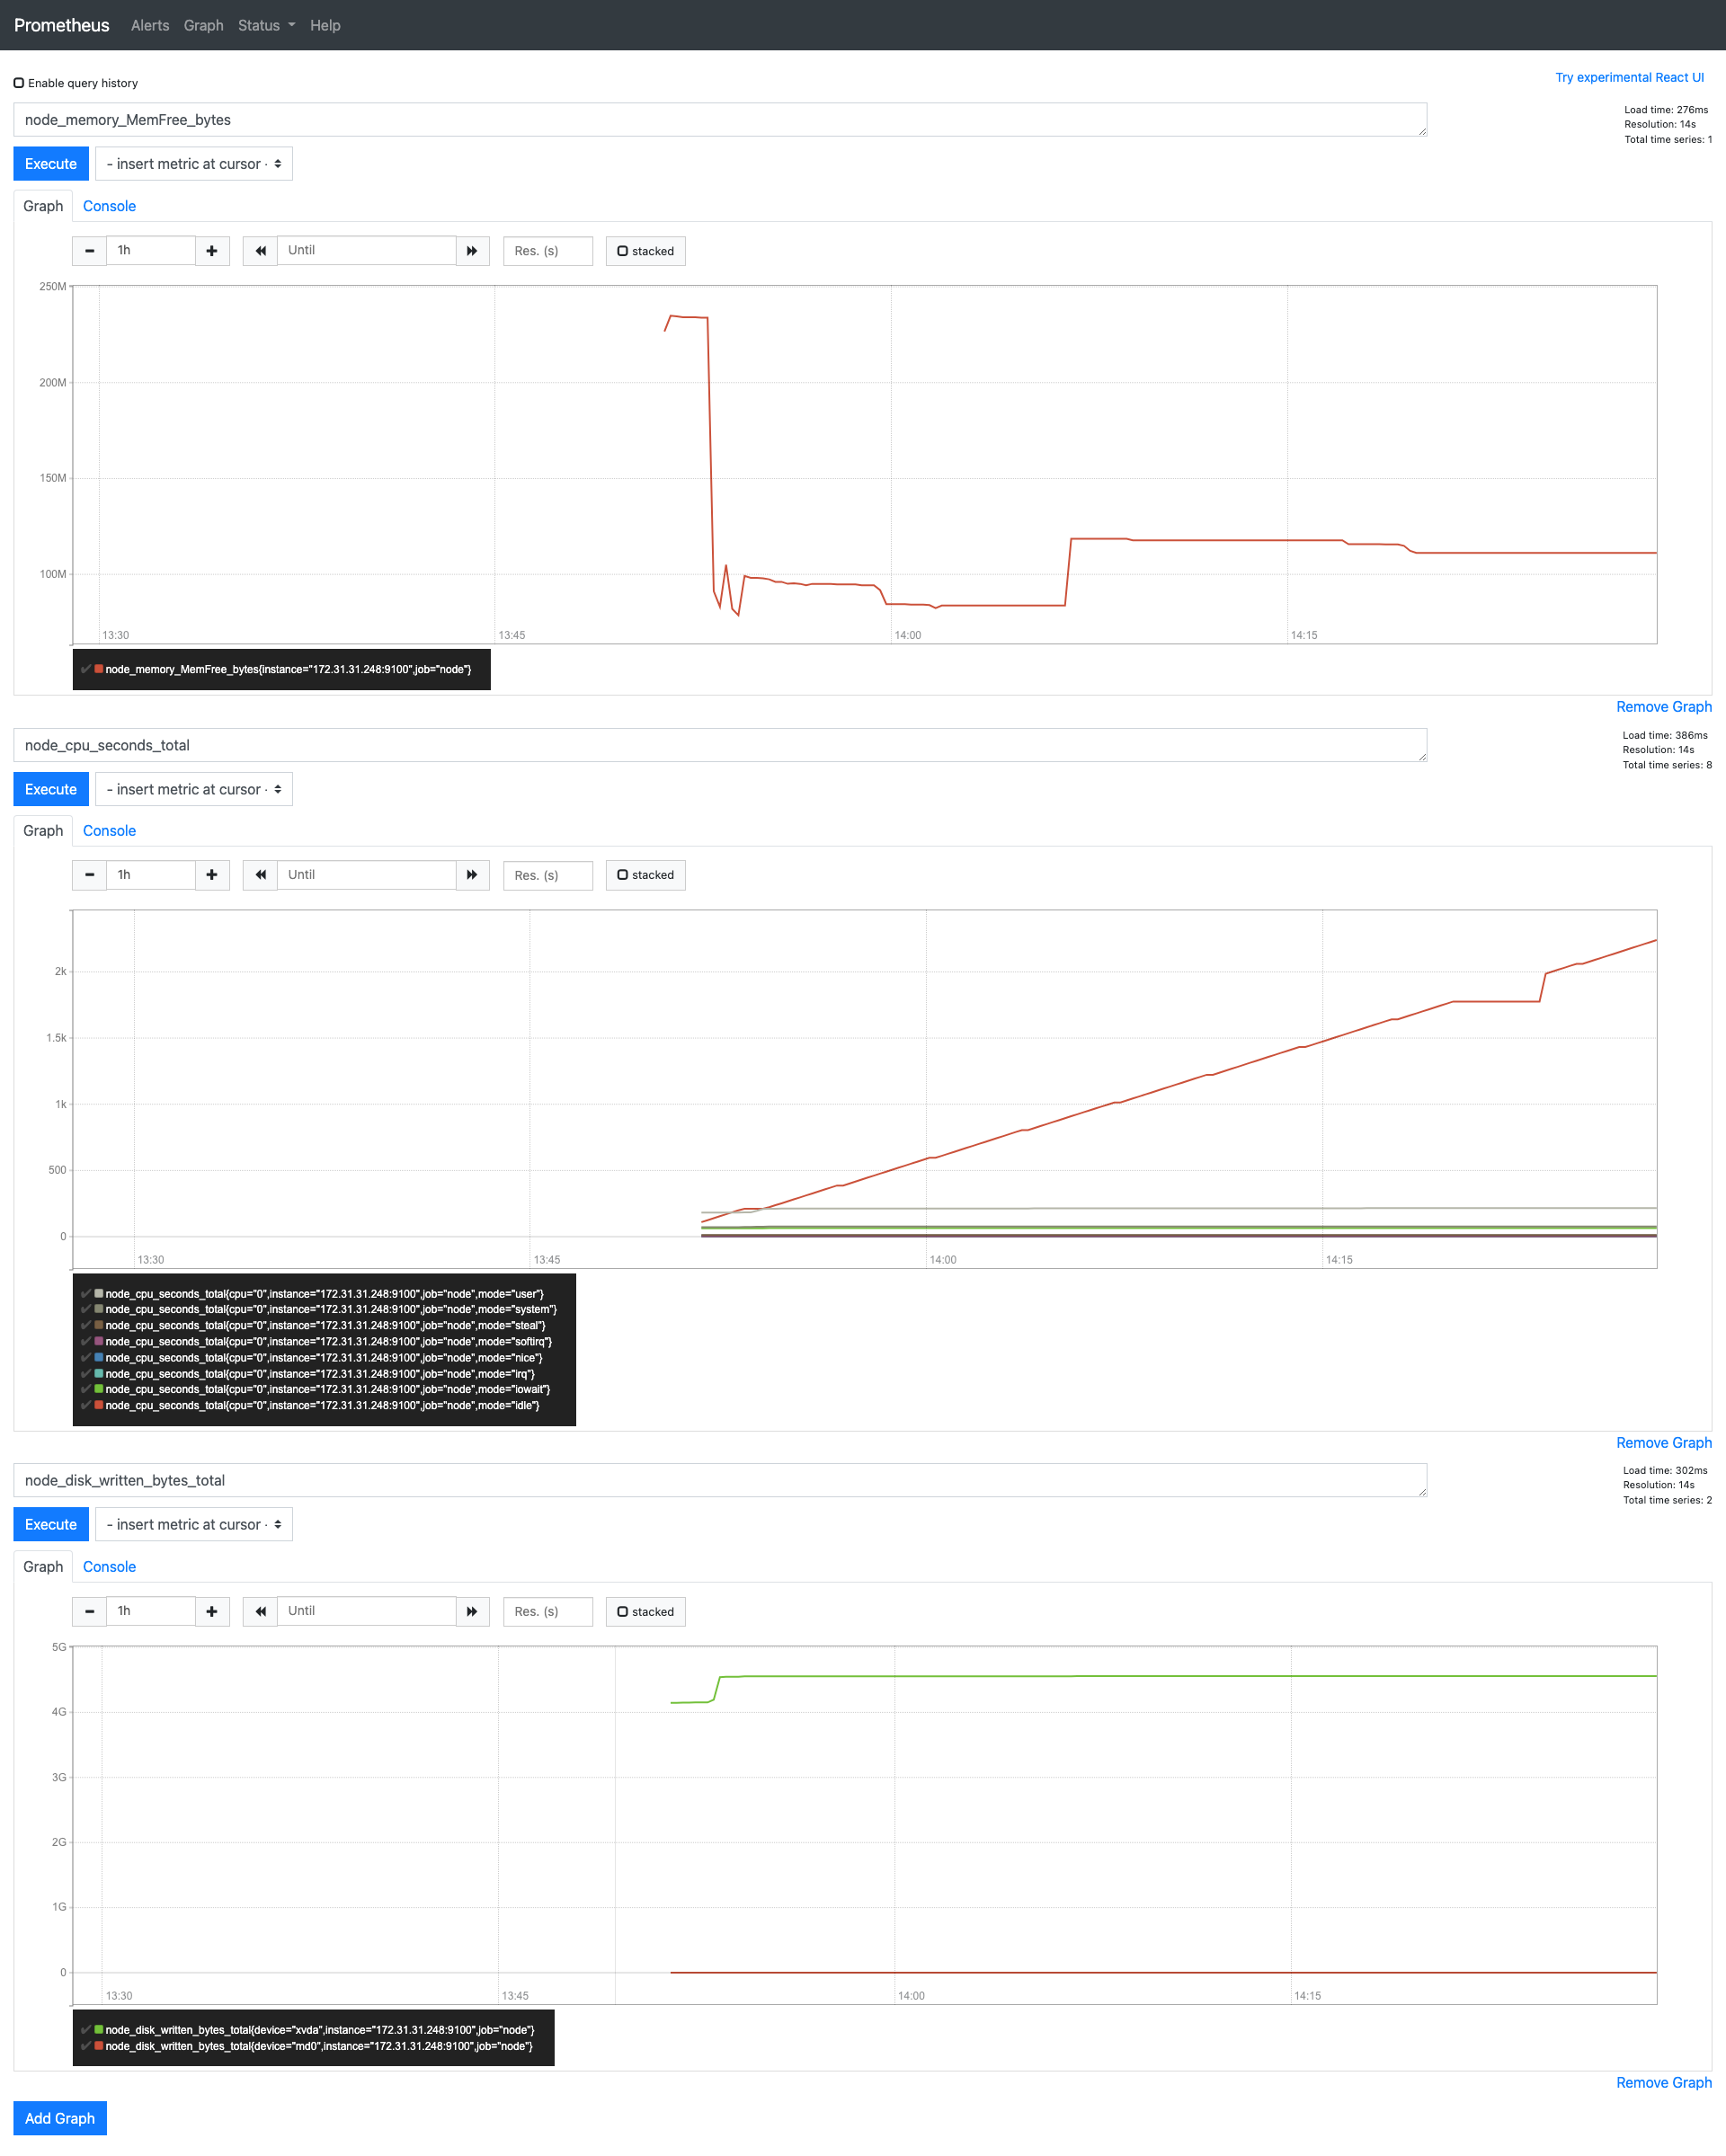 Prometheus Alerts Graph Status Help
Enable query history
Try experimental React UI
node_memory_MemFree_bytes
Load time: 276ms
Resolution: 14s
Total time series: 1
Execute - insert metric at cursor -
Graph Console
1h Until Res. (s) stacked
250M
200M
150M
100M
13:30 13:45 14:00 14:15
node_memory_MemFree_bytes{instance="172.31.31.248:9100",job="node"}
Remove Graph
node_cpu_seconds_total
Load time: 386ms
Resolution: 14s
Total time series: 8
Execute - insert metric at cursor -
Graph Console
1h Until Res. (s) stacked
2k
1.5k
1k
500
0
13:30 13:45 14:00 14:15
node_cpu_seconds_total{cpu="0",instance="172.31.31.248:9100",job="node",mode="user"}
node_cpu_seconds_total{cpu="0",instance="172.31.31.248:9100",job="node",mode="system"}
node_cpu_seconds_total{cpu="0",instance="172.31.31.248:9100",job="node",mode="steal"}
node_cpu_seconds_total{cpu="0",instance="172.31.31.248:9100",job="node",mode="softirq"}
node_cpu_seconds_total{cpu="0",instance="172.31.31.248:9100",job="node",mode="nice"}
node_cpu_seconds_total{cpu="0",instance="172.31.31.248:9100",job="node",mode="irq"}
node_cpu_seconds_total{cpu="0",instance="172.31.31.248:9100",job="node",mode="iowait"}
node_cpu_seconds_total{cpu="0",instance="172.31.31.248:9100",job="node",mode="idle"}
Remove Graph
node_disk_written_bytes_total
Load time: 302ms
Resolution: 14s
Total time series: 2
Execute - insert metric at cursor -
Graph Console
1h Until Res. (s) stacked
5G
4G
3G
2G
1G
0
13:30 13:45 14:00 14:15
node_disk_written_bytes_total{device="xvda",instance="172.31.31.248:9100",job="node"}
node_disk_written_bytes_total{device="md0",instance="172.31.31.248:9100",job="node"}
Remove Graph
Add Graph